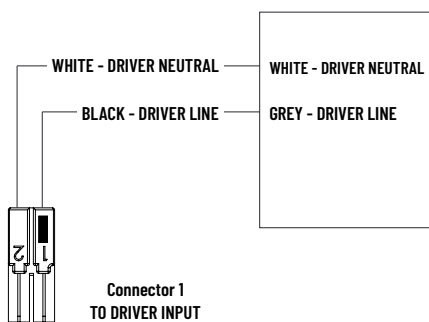 WHITE - DRIVER NEUTRAL WHITE - DRIVER NEUTRAL
BLACK - DRIVER LINE GREY - DRIVER LINE
2 1
Connector 1
TO DRIVER INPUT